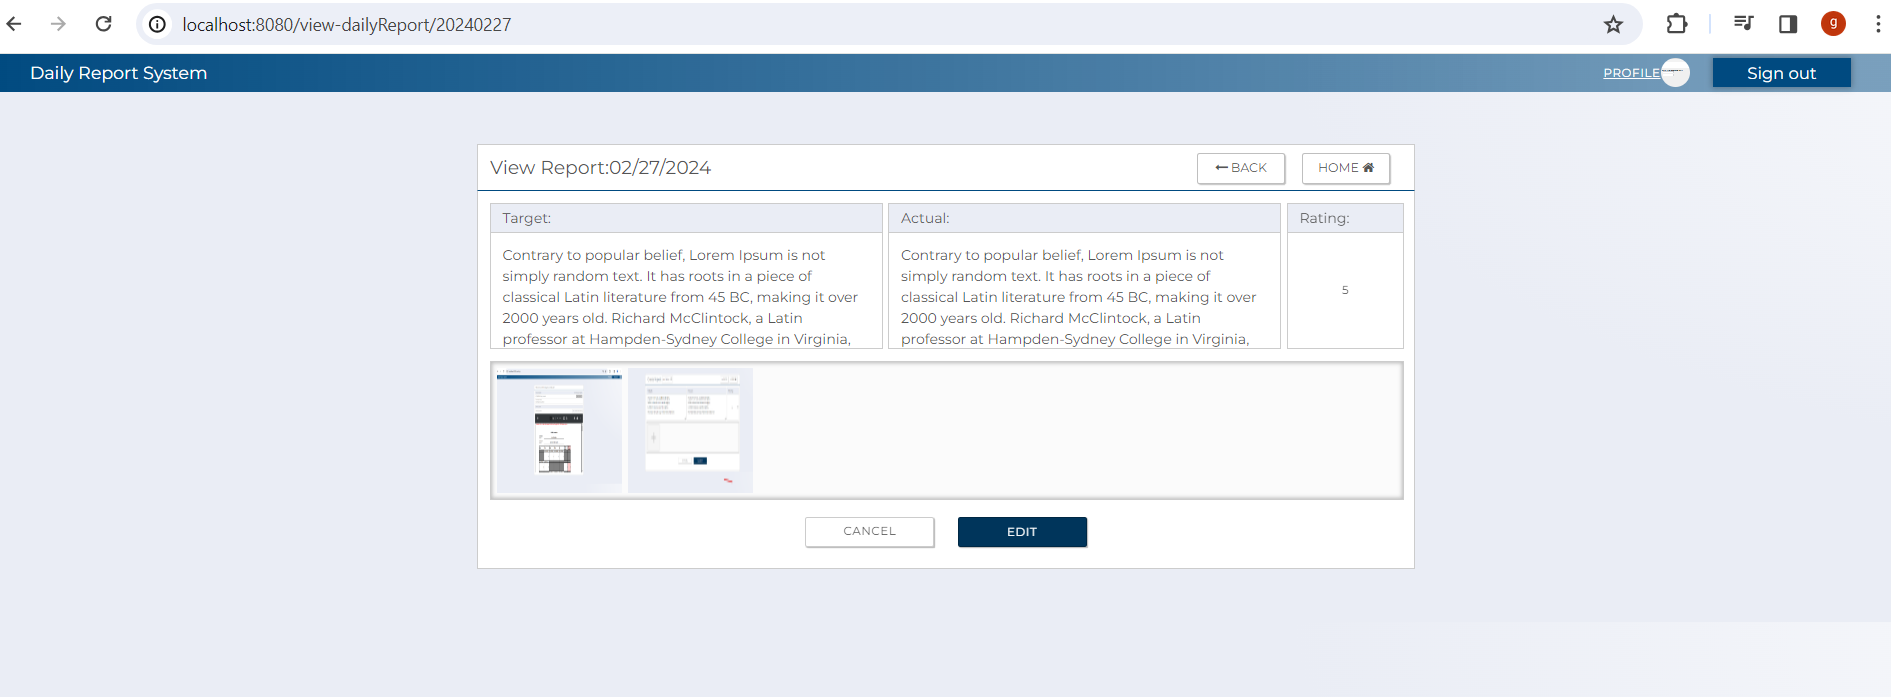 localhost:8080/view-dailyReport/20240227
g
Daily Report System
PROFILE
Sign out
View Report:02/27/2024
BACK
HOME
Target:
Actual:
Rating:
Contrary to popular belief, Lorem Ipsum is not
simply random text. It has roots in a piece of
classical Latin literature from 45 BC, making it over
2000 years old. Richard McClintock, a Latin
professor at Hampden-Sydney College in Virginia,
Contrary to popular belief, Lorem Ipsum is not
simply random text. It has roots in a piece of
classical Latin literature from 45 BC, making it over
2000 years old. Richard McClintock, a Latin
professor at Hampden-Sydney College in Virginia,
5
CANCEL
EDIT